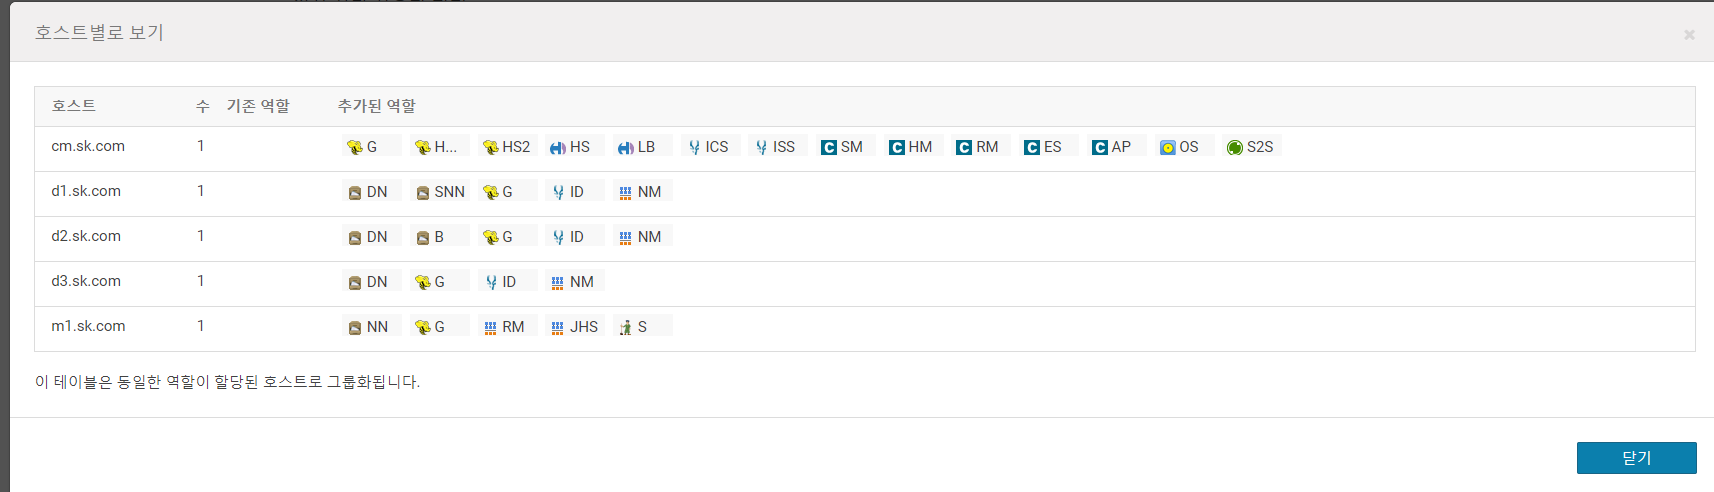 호스트별로 보기
호스트 수 기존 역할 추가된 역할
cm.sk.com 1 G H... HS2 HS LB ICS ISS SM HM RM ES AP OS S2S
d1.sk.com 1 DN SNN G ID NM
d2.sk.com 1 DN B G ID NM
d3.sk.com 1 DN G ID NM
m1.sk.com 1 NN G RM JHS S
이 테이블은 동일한 역할이 할당된 호스트로 그룹화됩니다.
닫기